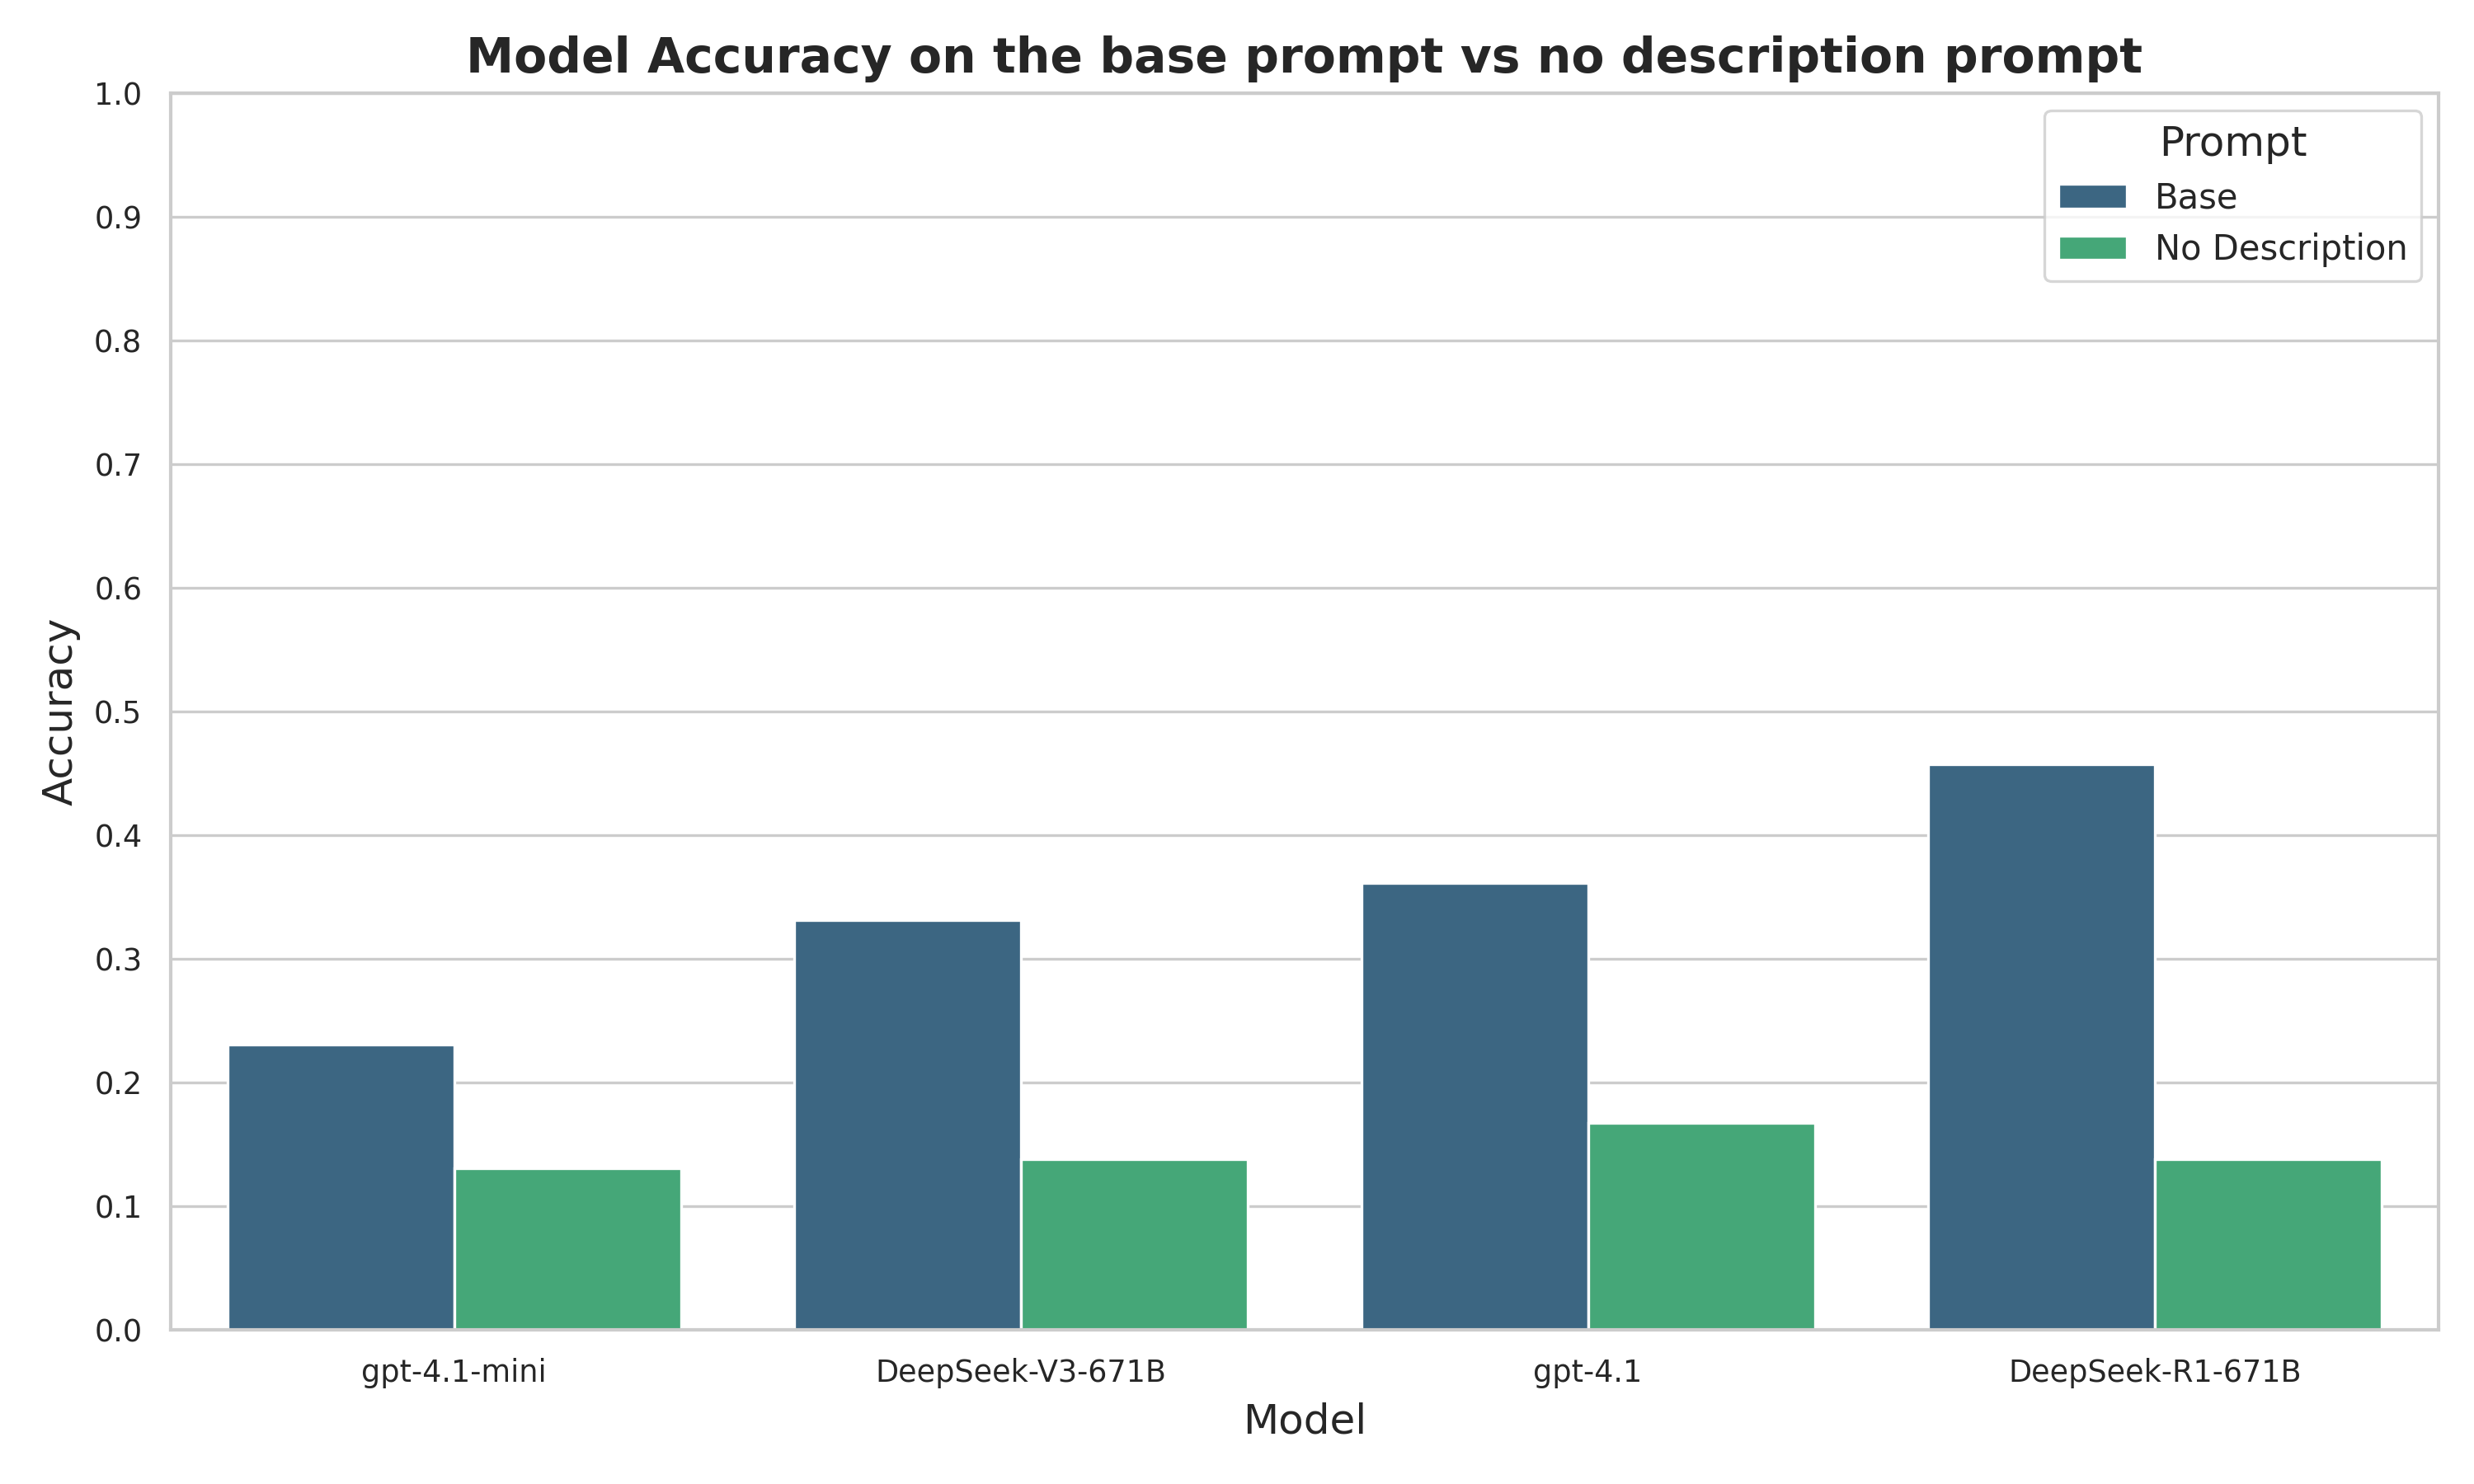 Model Accuracy on the base prompt vs no description prompt
1.0
0.9
0.8
0.7
0.6
0.5
0.4
0.3
0.2
0.1
0.0
Accuracy
Prompt
Base
No Description
gpt-4.1-mini
DeepSeek-V3-671B
gpt-4.1
DeepSeek-R1-671B
Model